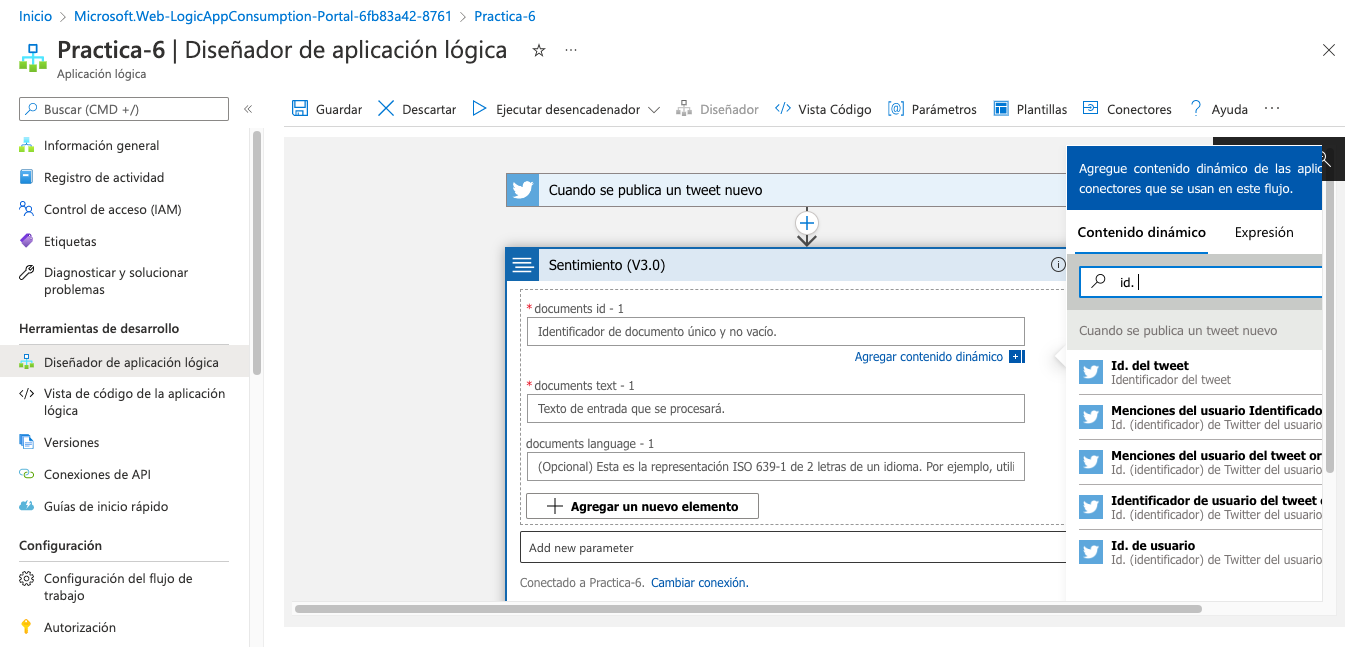 Inicio > Microsoft.Web-LogicAppConsumption-Portal-6fb83a42-8761 > Practica-6
Practica-6 | Diseñador de aplicación lógica
Aplicación lógica
Buscar (CMD +/)
Información general
Registro de actividad
Control de acceso (IAM)
Etiquetas
Diagnosticar y solucionar
problemas
Herramientas de desarrollo
Diseñador de aplicación lógica
Vista de código de la aplicación
lógica
Versiones
Conexiones de API
Guías de inicio rápido
Configuración
Configuración del flujo de
trabajo
Autorización
Guardar
Descartar
Ejecutar desencadenador
Diseñador
Vista Código
Parámetros
Plantillas
Conectores
Ayuda
Cuando se publica un tweet nuevo
Sentimiento (V3.0)
* documents id - 1
Identificador de documento único y no vacío.
Agregar contenido dinámico
* documents text - 1
Texto de entrada que se procesará.
documents language - 1
(Opcional) Esta es la representación ISO 639-1 de 2 letras de un idioma. Por ejemplo, utili
Agregar un nuevo elemento
Add new parameter
Conectado a Practica-6. Cambiar conexión.
Agregue contenido dinámico de las aplic
conectores que se usan en este flujo.
Contenido dinámico
Expresión
id.
Cuando se publica un tweet nuevo
Id. del tweet
Identificador del tweet
Menciones del usuario Identificado
Id. (identificador) de Twitter del usuario
Menciones del usuario del tweet or
Id. (identificador) de Twitter del usuario
Identificador de usuario del tweet
Id. (identificador) de Twitter del usuario
Id. de usuario
Id. (identificador) de Twitter del usuario